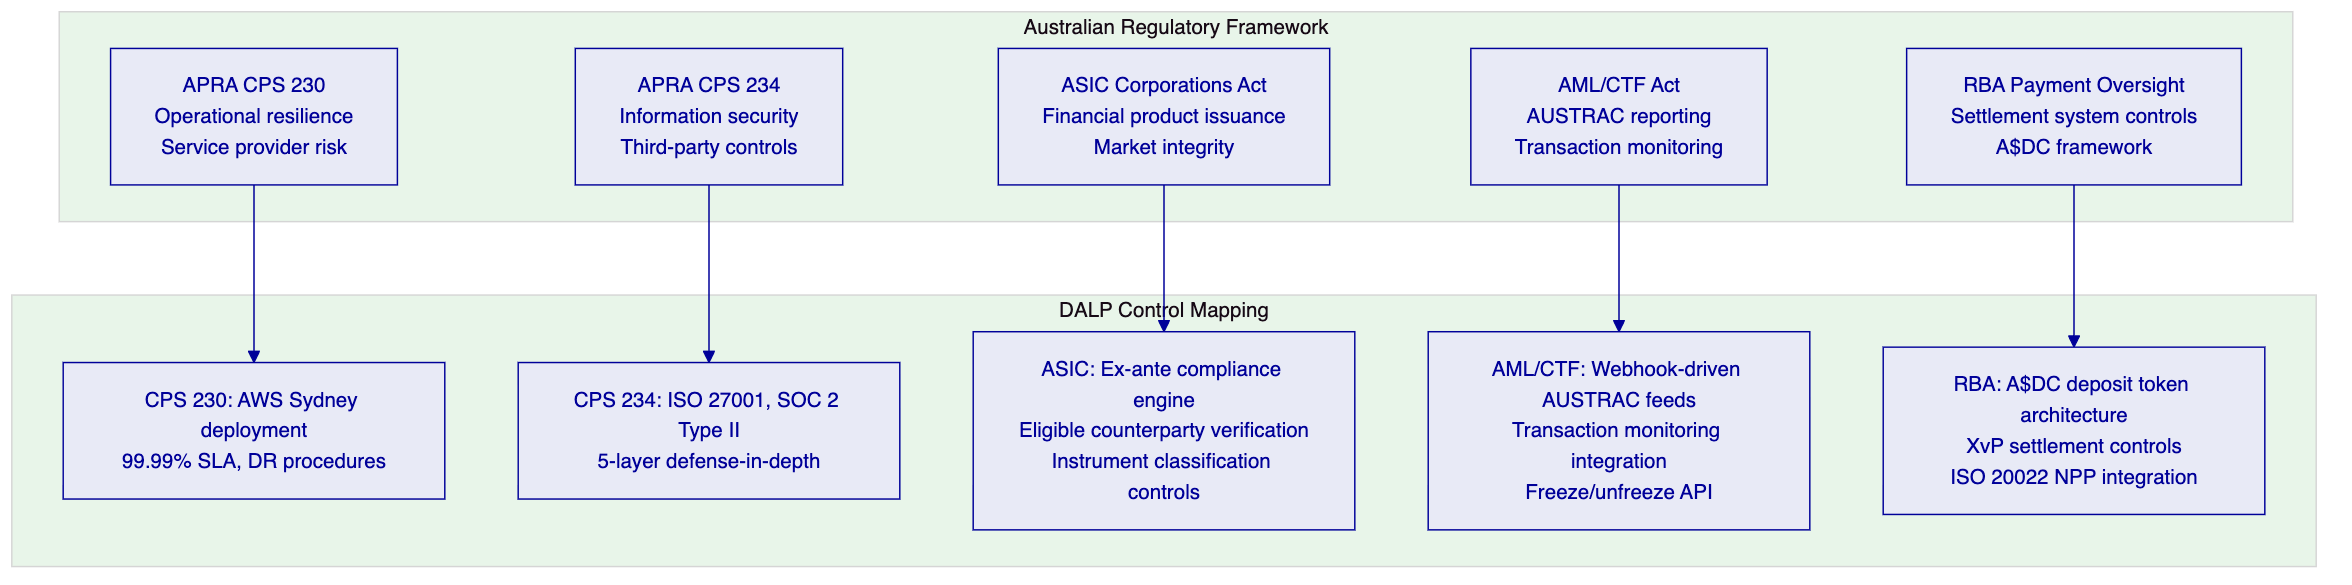 Australian Regulatory Framework
APRA CPS 230
Operational resilience
Service provider risk
APRA CPS 234
Information security
Third-party controls
ASIC Corporations Act
Financial product issuance
Market integrity
AML/CTF Act
AUSTRAC reporting
Transaction monitoring
RBA Payment Oversight
Settlement system controls
A$DC framework
DALP Control Mapping
CPS 230: AWS Sydney
deployment
99.99% SLA, DR procedures
CPS 234: ISO 27001, SOC 2
Type II
5-layer defense-in-depth
ASIC: Ex-ante compliance
engine
Eligible counterparty verification
Instrument classification
controls
AML/CTF: Webhook-driven
AUSTRAC feeds
Transaction monitoring
integration
Freeze/unfreeze API
RBA: A$DC deposit token
architecture
XvP settlement controls
ISO 20022 NPP integration